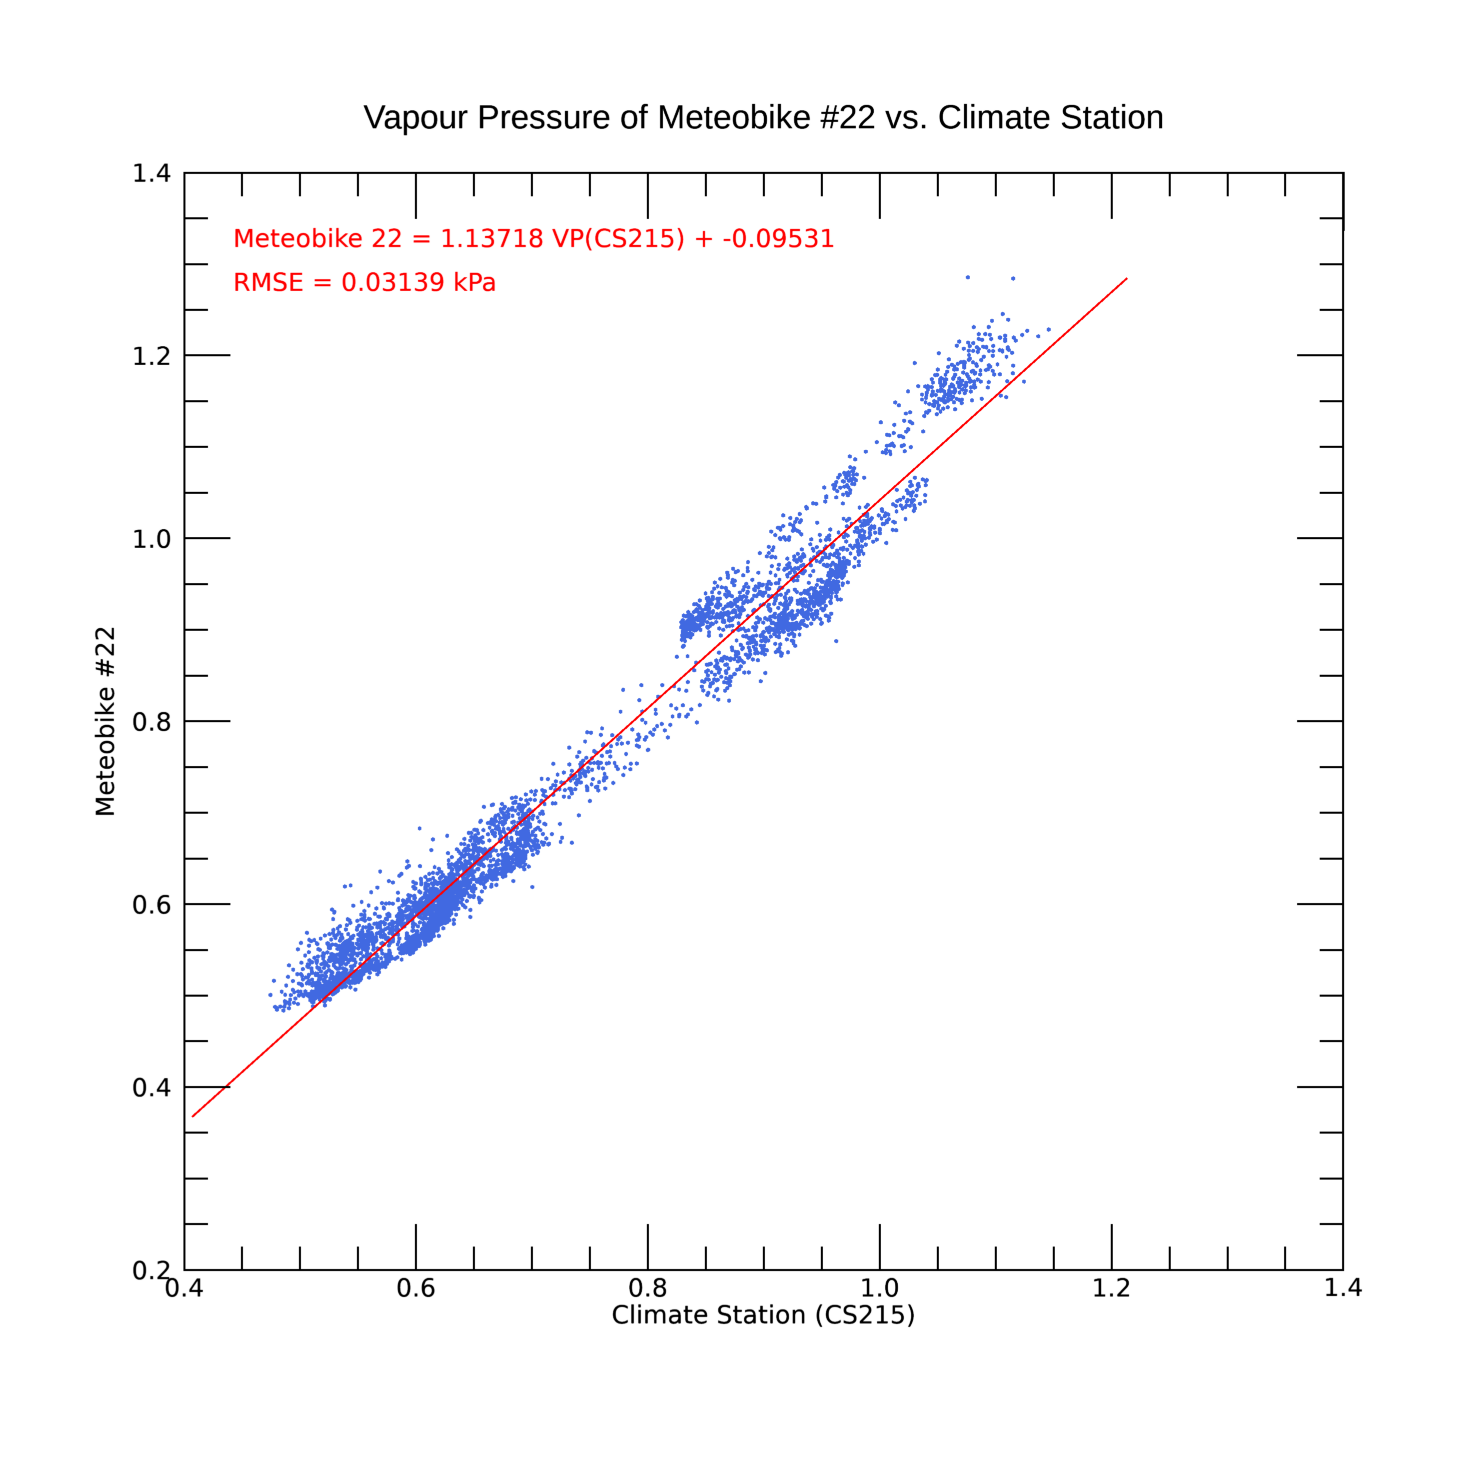 Vapour Pressure of Meteobike #22 vs. Climate Station
1.4
Meteobike 22 = 1.13718 VP(CS215) + -0.09531
RMSE = 0.03139 kPa
1.2
1.0
Meteobike #22
0.8
0.6
0.4
0.2
0.4 0.6 0.8 1.0 1.2 1.4
Climate Station (CS215)